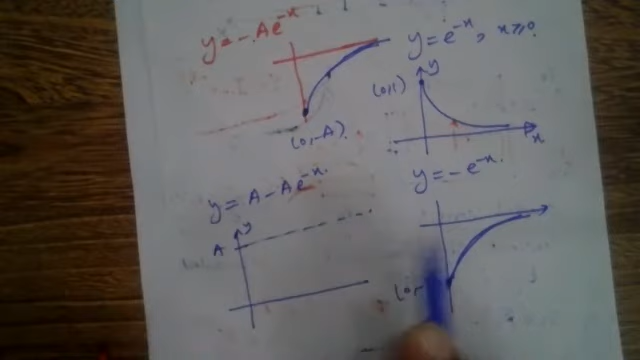 y = -Ae^-x
(0,-A)
y = e^-x, x ≥ 0.
(0,1)
y
x
y = A - Ae^-x.
y
A
y = -e^-x.
(0,-